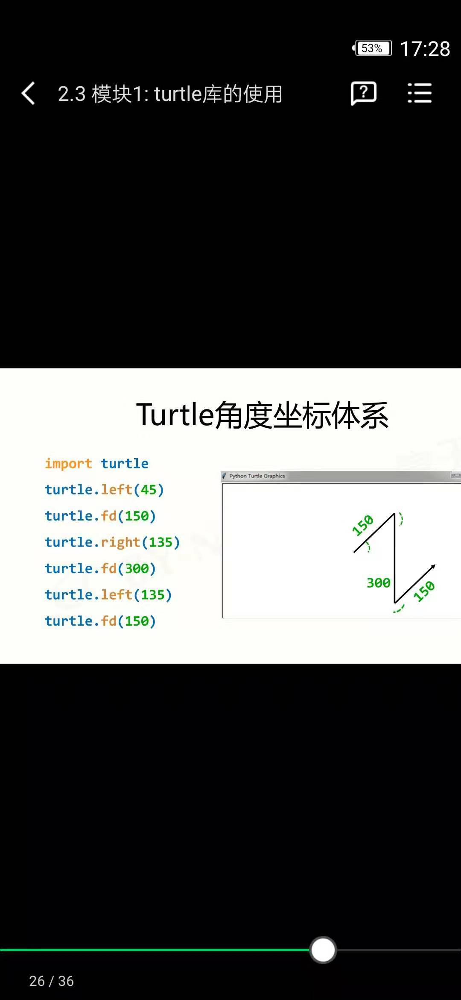 53% 17:28
2.3 模块1: turtle库的使用
Turtle角度坐标体系
import turtle
turtle.left(45)
turtle.fd(150)
turtle.right(135)
turtle.fd(300)
turtle.left(135)
turtle.fd(150)
Python Turtle Graphics
150
300
150
26 / 36